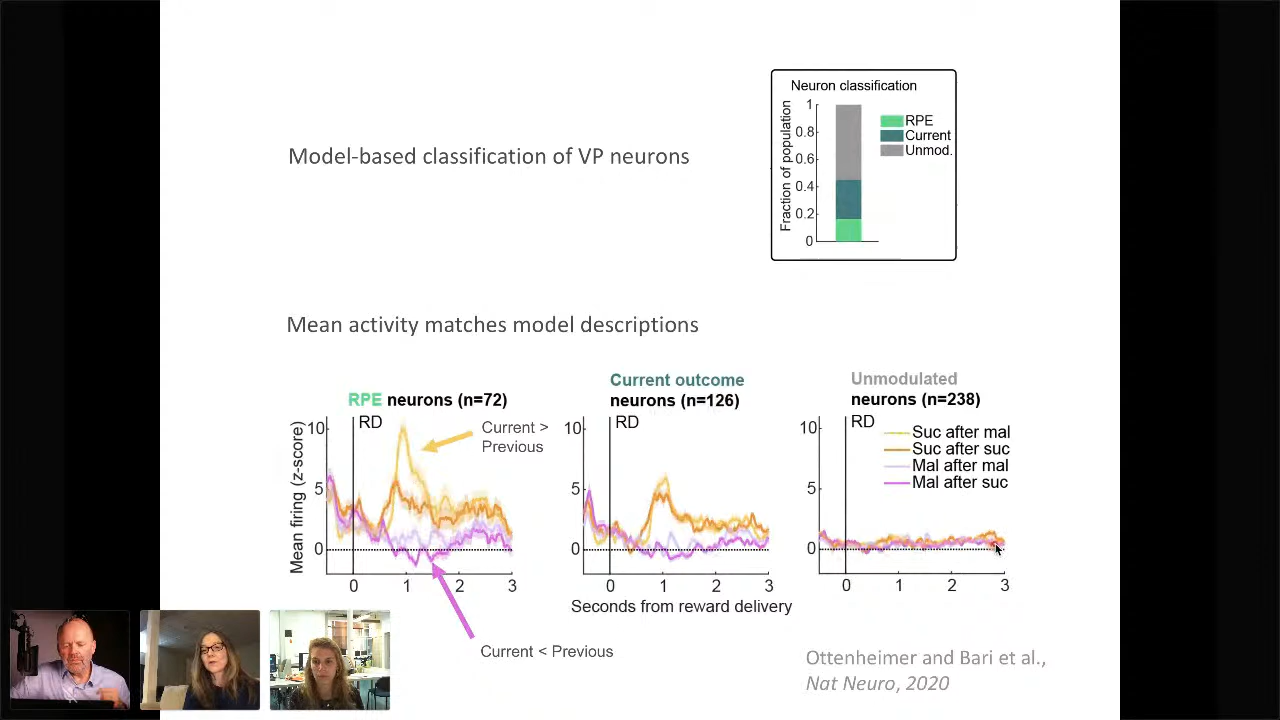 Neuron classification
Fraction of population
1
0.8
0.6
0.4
0.2
0
RPE
Current
Unmod.
Model-based classification of VP neurons
Mean activity matches model descriptions
RPE neurons (n=72)
Mean firing (z-score)
10
5
0
RD
Current >
Previous
0
1
2
3
Current < Previous
Current outcome
neurons (n=126)
10
5
0
RD
0
1
2
3
Seconds from reward delivery
Unmodulated
neurons (n=238)
10
5
0
RD
Suc after mal
Suc after suc
Mal after mal
Mal after suc
0
1
2
3
Ottenheimer and Bari et al.,
Nat Neuro, 2020